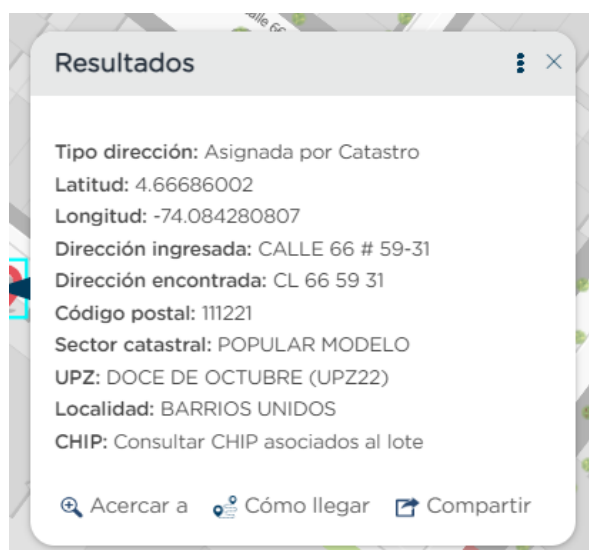 Calle 66
Resultados
Tipo dirección: Asignada por Catastro
Latitud: 4.66686002
Longitud: -74.084280807
Dirección ingresada: CALLE 66 # 59-31
Dirección encontrada: CL 66 59 31
Código postal: 111221
Sector catastral: POPULAR MODELO
UPZ: DOCE DE OCTUBRE (UPZ22)
Localidad: BARRIOS UNIDOS
CHIP: Consultar CHIP asociados al lote
Acercar a Cómo llegar Compartir